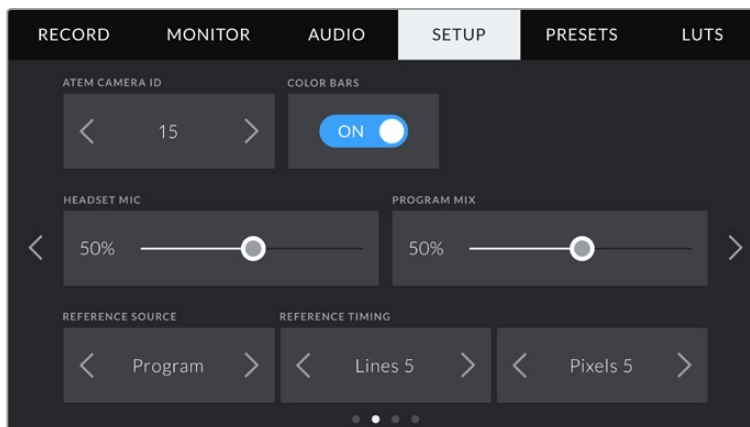 RECORD MONITOR AUDIO SETUP PRESETS LUTS
ATEM CAMERA ID COLOR BARS
15 ON
HEADSET MIC PROGRAM MIX
50% 50%
REFERENCE SOURCE REFERENCE TIMING
Program Lines 5 Pixels 5